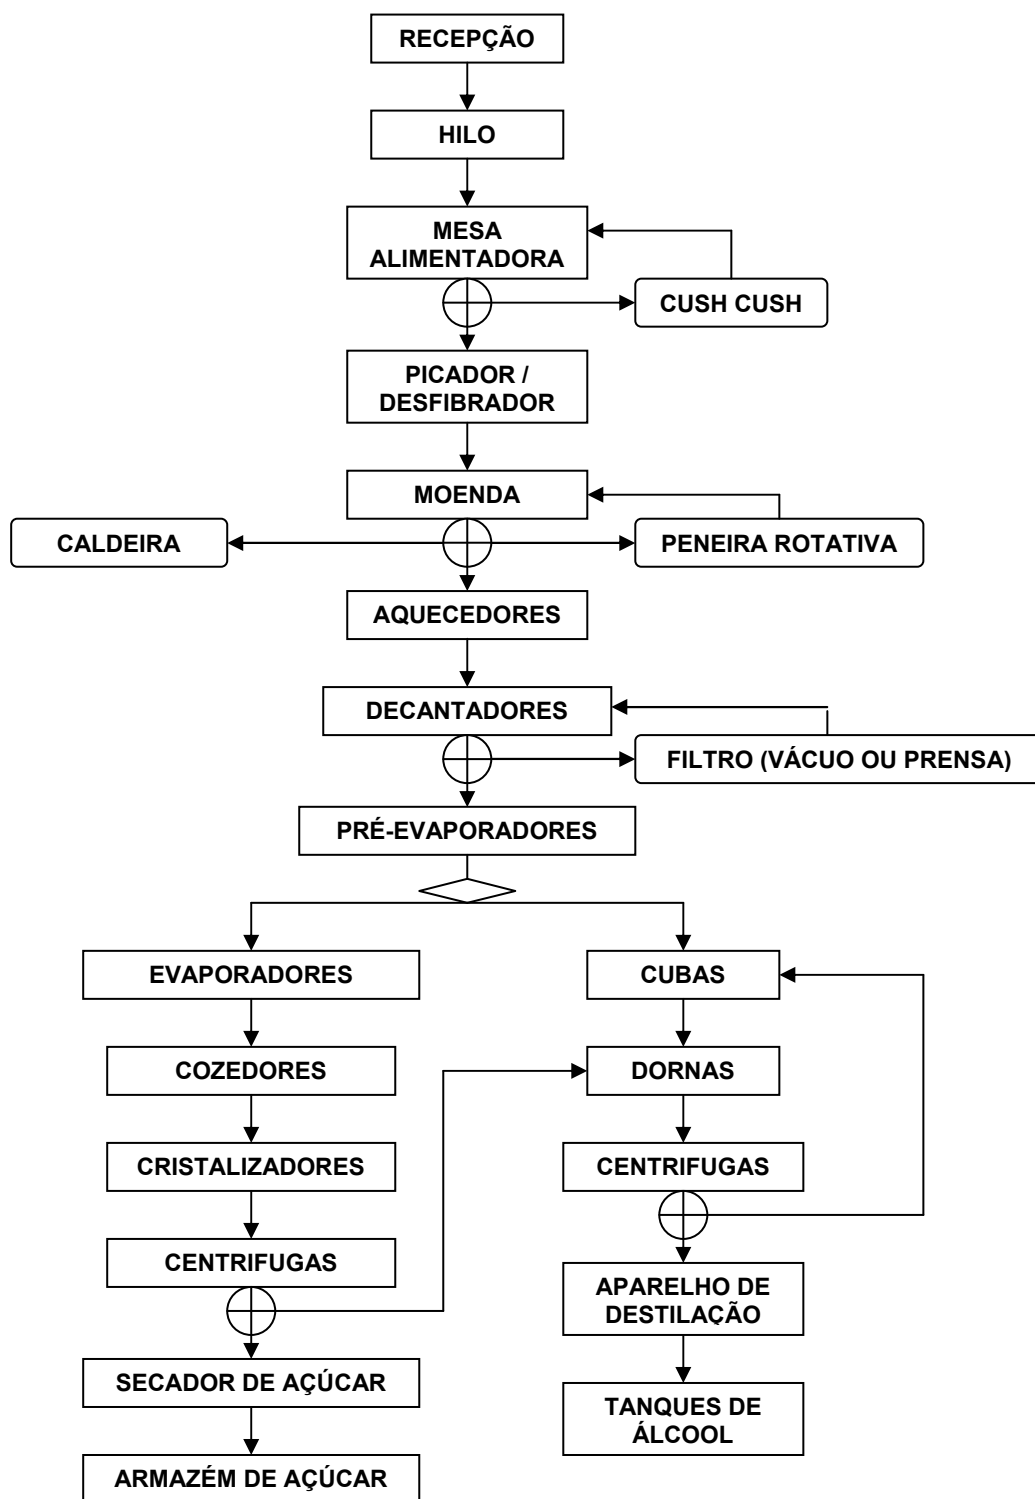 RECEPÇÃO
HILO
MESA
ALIMENTADORA
CUSH CUSH
PICADOR /
DESFIBRADOR
MOENDA
CALDEIRA
PENEIRA ROTATIVA
AQUECEDORES
DECANTADORES
FILTRO (VÁCUO OU PRENSA)
PRÉ-EVAPORADORES
EVAPORADORES
CUBAS
COZEDORES
DORNAS
CRISTALIZADORES
CENTRIFUGAS
CENTRIFUGAS
APARELHO DE
DESTILAÇÃO
SECADOR DE AÇÚCAR
TANQUES DE
ÁLCOOL
ARMAZÉM DE AÇÚCAR